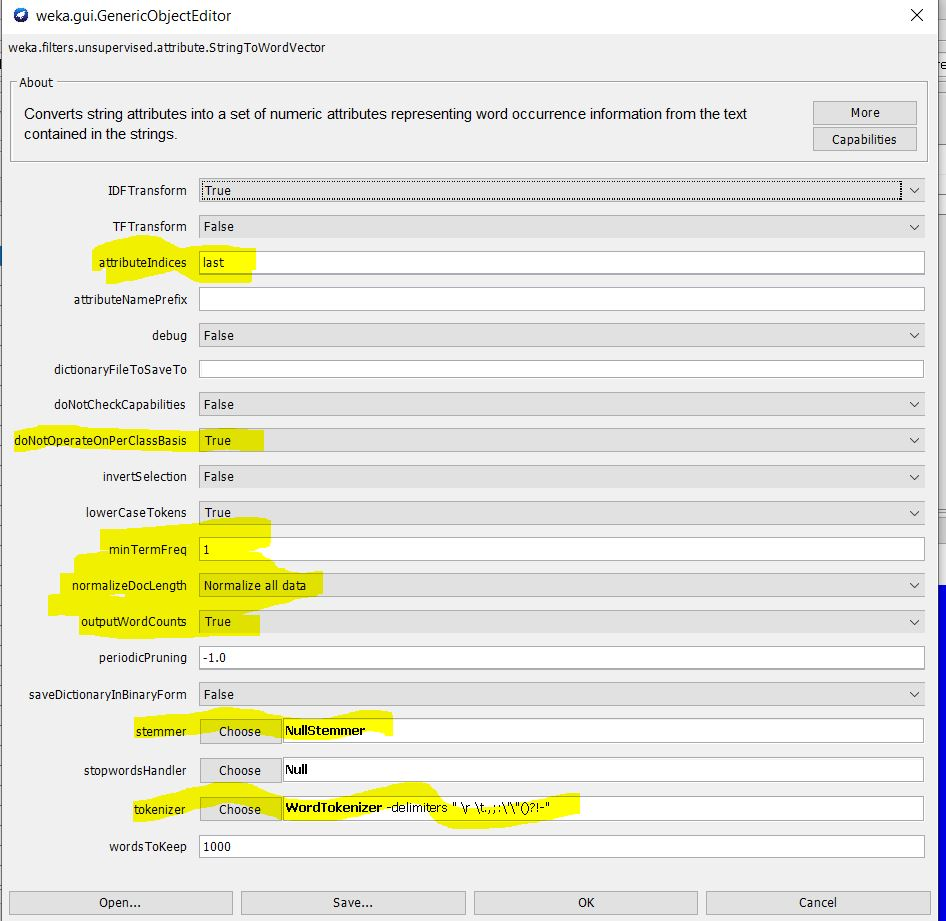 weka.gui.GenericObjectEditor
weka.filters.unsupervised.attribute.StringToWordVector
About
Converts string attributes into a set of numeric attributes representing word occurrence information from the text
contained in the strings.
More
Capabilities
IDFTransform True
TFTransform False
attributeIndices last
attributeNamePrefix
debug False
dictionaryFileToSaveTo
doNotCheckCapabilities False
doNotOperateOnPerClassBasis True
invertSelection False
lowerCaseTokens True
minTermFreq 1
normalizeDocLength Normalize all data
outputWordCounts True
periodicPruning -1.0
saveDictionaryInBinaryForm False
stemmer Choose NullStemmer
stopwordsHandler Choose Null
tokenizer Choose WordTokenizer -delimiters " \r \t.,;:\'\"()?!-"
wordsToKeep 1000
Open... Save... OK Cancel